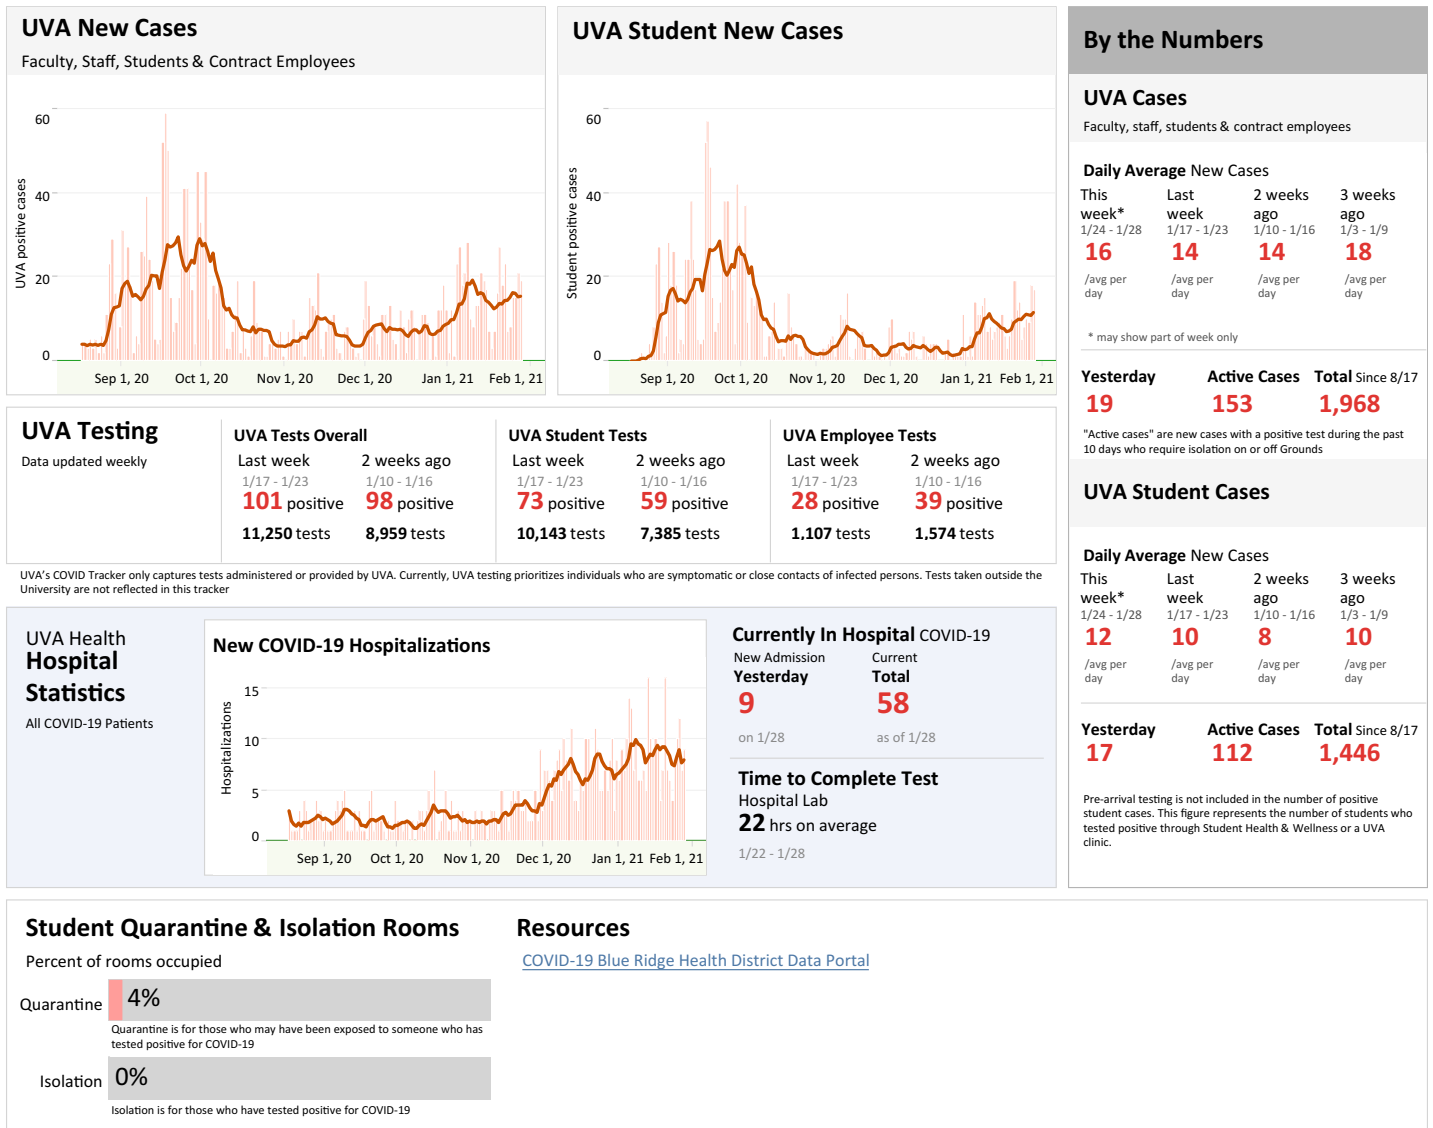 UVA New Cases
Faculty, Staff, Students & Contract Employees
UVA positive cases
60
40
20
0
Sep 1, 20 Oct 1, 20 Nov 1, 20 Dec 1, 20 Jan 1, 21 Feb 1, 21
UVA Student New Cases
Student positive cases
60
40
20
0
Sep 1, 20 Oct 1, 20 Nov 1, 20 Dec 1, 20 Jan 1, 21 Feb 1, 21
By the Numbers
UVA Cases
Faculty, staff, students & contract employees
Daily Average New Cases
This week* Last week 2 weeks ago 3 weeks ago
1/24 - 1/28 1/17 - 1/23 1/10 - 1/16 1/3 - 1/9
16 14 14 18
/avg per day /avg per day /avg per day /avg per day
* may show part of week only
Yesterday Active Cases Total Since 8/17
19 153 1,968
"Active cases" are new cases with a positive test during the past
10 days who require isolation on or off Grounds
UVA Student Cases
Daily Average New Cases
This week* Last week 2 weeks ago 3 weeks ago
1/24 - 1/28 1/17 - 1/23 1/10 - 1/16 1/3 - 1/9
12 10 8 10
/avg per day /avg per day /avg per day /avg per day
Yesterday Active Cases Total Since 8/17
17 112 1,446
Pre-arrival testing is not included in the number of positive
student cases. This figure represents the number of students who
tested positive through Student Health & Wellness or a UVA
clinic.
UVA Testing
Data updated weekly
UVA Tests Overall
Last week 2 weeks ago
1/17 - 1/23 1/10 - 1/16
101 positive 98 positive
11,250 tests 8,959 tests
UVA Student Tests
Last week 2 weeks ago
1/17 - 1/23 1/10 - 1/16
73 positive 59 positive
10,143 tests 7,385 tests
UVA Employee Tests
Last week 2 weeks ago
1/17 - 1/23 1/10 - 1/16
28 positive 39 positive
1,107 tests 1,574 tests
UVA's COVID Tracker only captures tests administered or provided by UVA. Currently, UVA testing prioritizes individuals who are symptomatic or close contacts of infected persons. Tests taken outside the
University are not reflected in this tracker
UVA Health
Hospital
Statistics
All COVID-19 Patients
New COVID-19 Hospitalizations
Hospitalizations
15
10
5
0
Sep 1, 20 Oct 1, 20 Nov 1, 20 Dec 1, 20 Jan 1, 21 Feb 1, 21
Currently In Hospital COVID-19
New Admission Current
Yesterday Total
9 58
on 1/28 as of 1/28
Time to Complete Test
Hospital Lab
22 hrs on average
1/22 - 1/28
Student Quarantine & Isolation Rooms
Percent of rooms occupied
Quarantine 4%
Quarantine is for those who may have been exposed to someone who has
tested positive for COVID-19
Isolation 0%
Isolation is for those who have tested positive for COVID-19
Resources
COVID-19 Blue Ridge Health District Data Portal